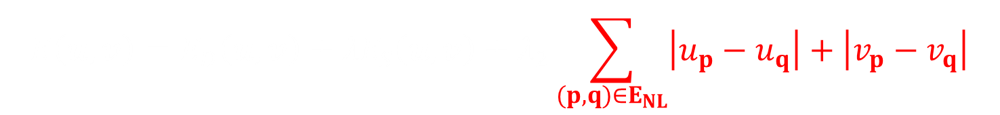 ∑ |u_p − u_q| + |v_p − v_q|
(p,q)∈E_NL